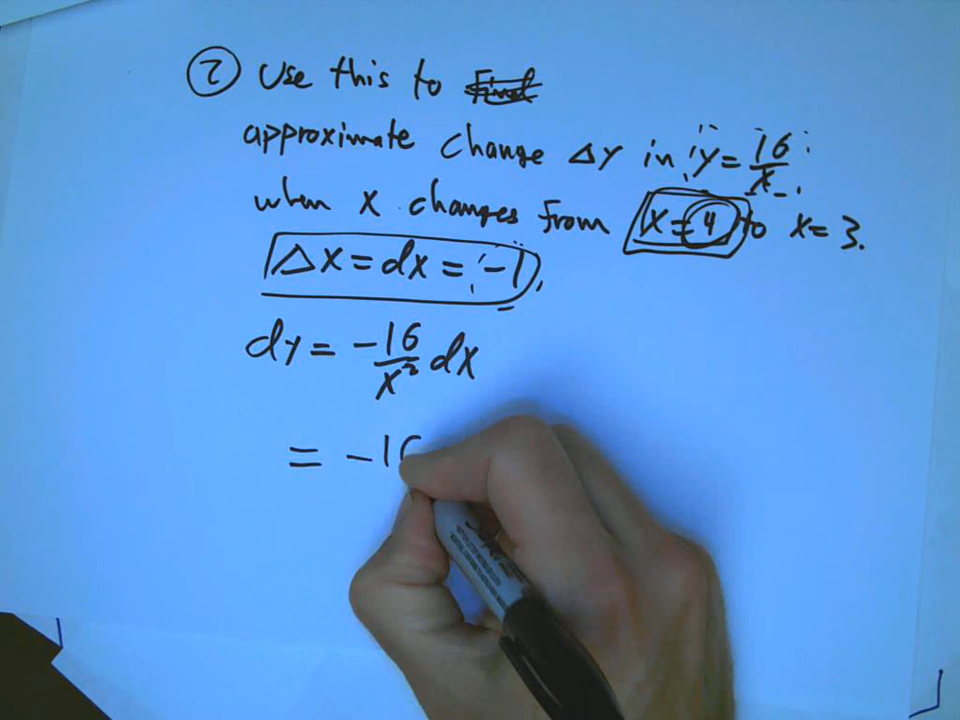 ② Use this to
approximate change Δy in y = 16/x
when x changes from x = 4 to x = 3.
Δx = dx = -1
dy = -16/x² dx
= -16